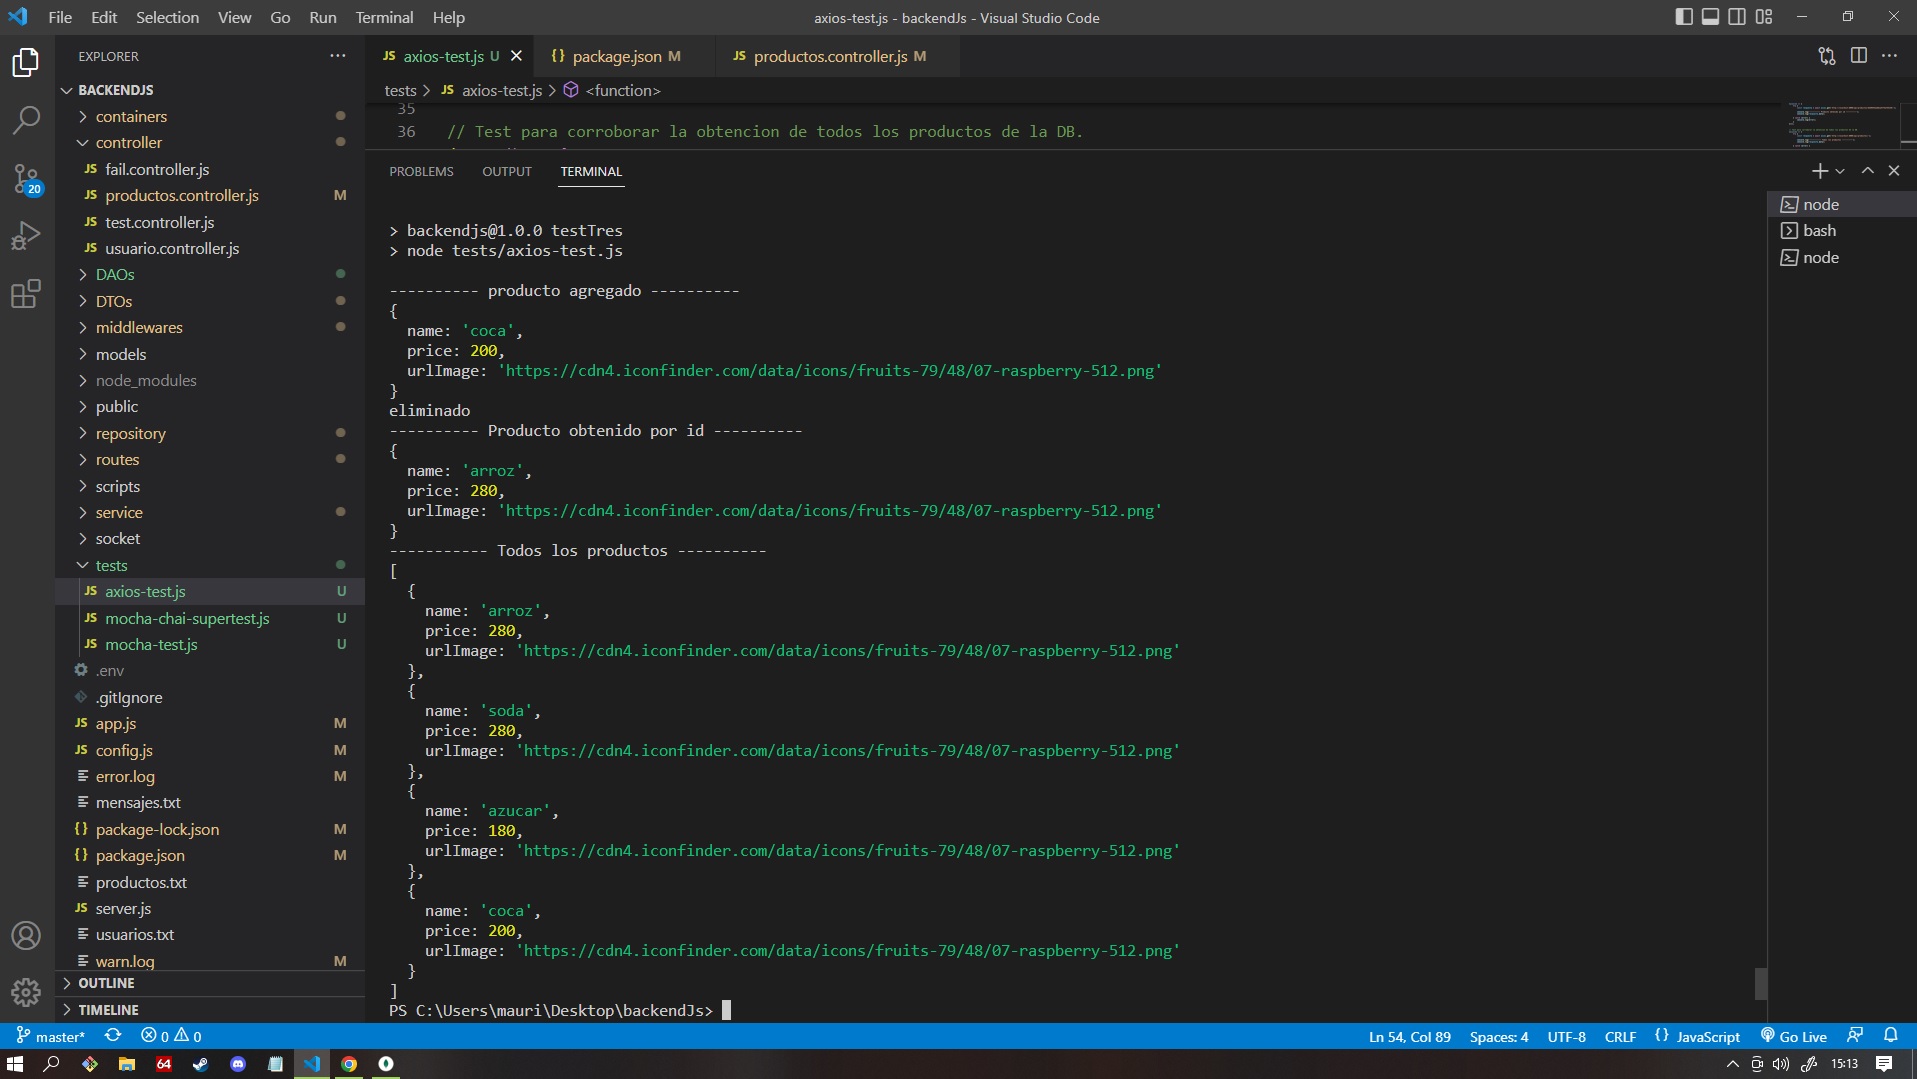 File Edit Selection View Go Run Terminal Help
axios-test.js - backendJs - Visual Studio Code
EXPLORER
JS axios-test.js U
{} package.json M
JS productos.controller.js M
tests > JS axios-test.js > <function>
BACKENDJS
containers
controller
JS fail.controller.js
JS productos.controller.js M
JS test.controller.js
JS usuario.controller.js
DAOs
DTOs
middlewares
models
node_modules
public
repository
routes
scripts
service
socket
tests
JS axios-test.js U
JS mocha-chai-supertest.js U
JS mocha-test.js U
.env
.gitIgnore
JS app.js M
JS config.js M
error.log M
mensajes.txt
{} package-lock.json M
{} package.json M
productos.txt
JS server.js
usuarios.txt
warn.log M
OUTLINE
TIMELINE
20
35
36 // Test para corroborar la obtencion de todos los productos de la DB.
PROBLEMS OUTPUT TERMINAL
> backendjs@1.0.0 testTres
> node tests/axios-test.js
---------- producto agregado ----------
{
name: 'coca',
price: 200,
urlImage: 'https://cdn4.iconfinder.com/data/icons/fruits-79/48/07-raspberry-512.png'
}
eliminado
---------- Producto obtenido por id ----------
{
name: 'arroz',
price: 280,
urlImage: 'https://cdn4.iconfinder.com/data/icons/fruits-79/48/07-raspberry-512.png'
}
----------- Todos los productos ----------
[
{
name: 'arroz',
price: 280,
urlImage: 'https://cdn4.iconfinder.com/data/icons/fruits-79/48/07-raspberry-512.png'
},
{
name: 'soda',
price: 280,
urlImage: 'https://cdn4.iconfinder.com/data/icons/fruits-79/48/07-raspberry-512.png'
},
{
name: 'azucar',
price: 180,
urlImage: 'https://cdn4.iconfinder.com/data/icons/fruits-79/48/07-raspberry-512.png'
},
{
name: 'coca',
price: 200,
urlImage: 'https://cdn4.iconfinder.com/data/icons/fruits-79/48/07-raspberry-512.png'
}
]
PS C:\Users\mauri\Desktop\backendJs>
node
bash
node
master* 0 0
Ln 54, Col 89 Spaces: 4 UTF-8 CRLF {} JavaScript Go Live
64
15:13